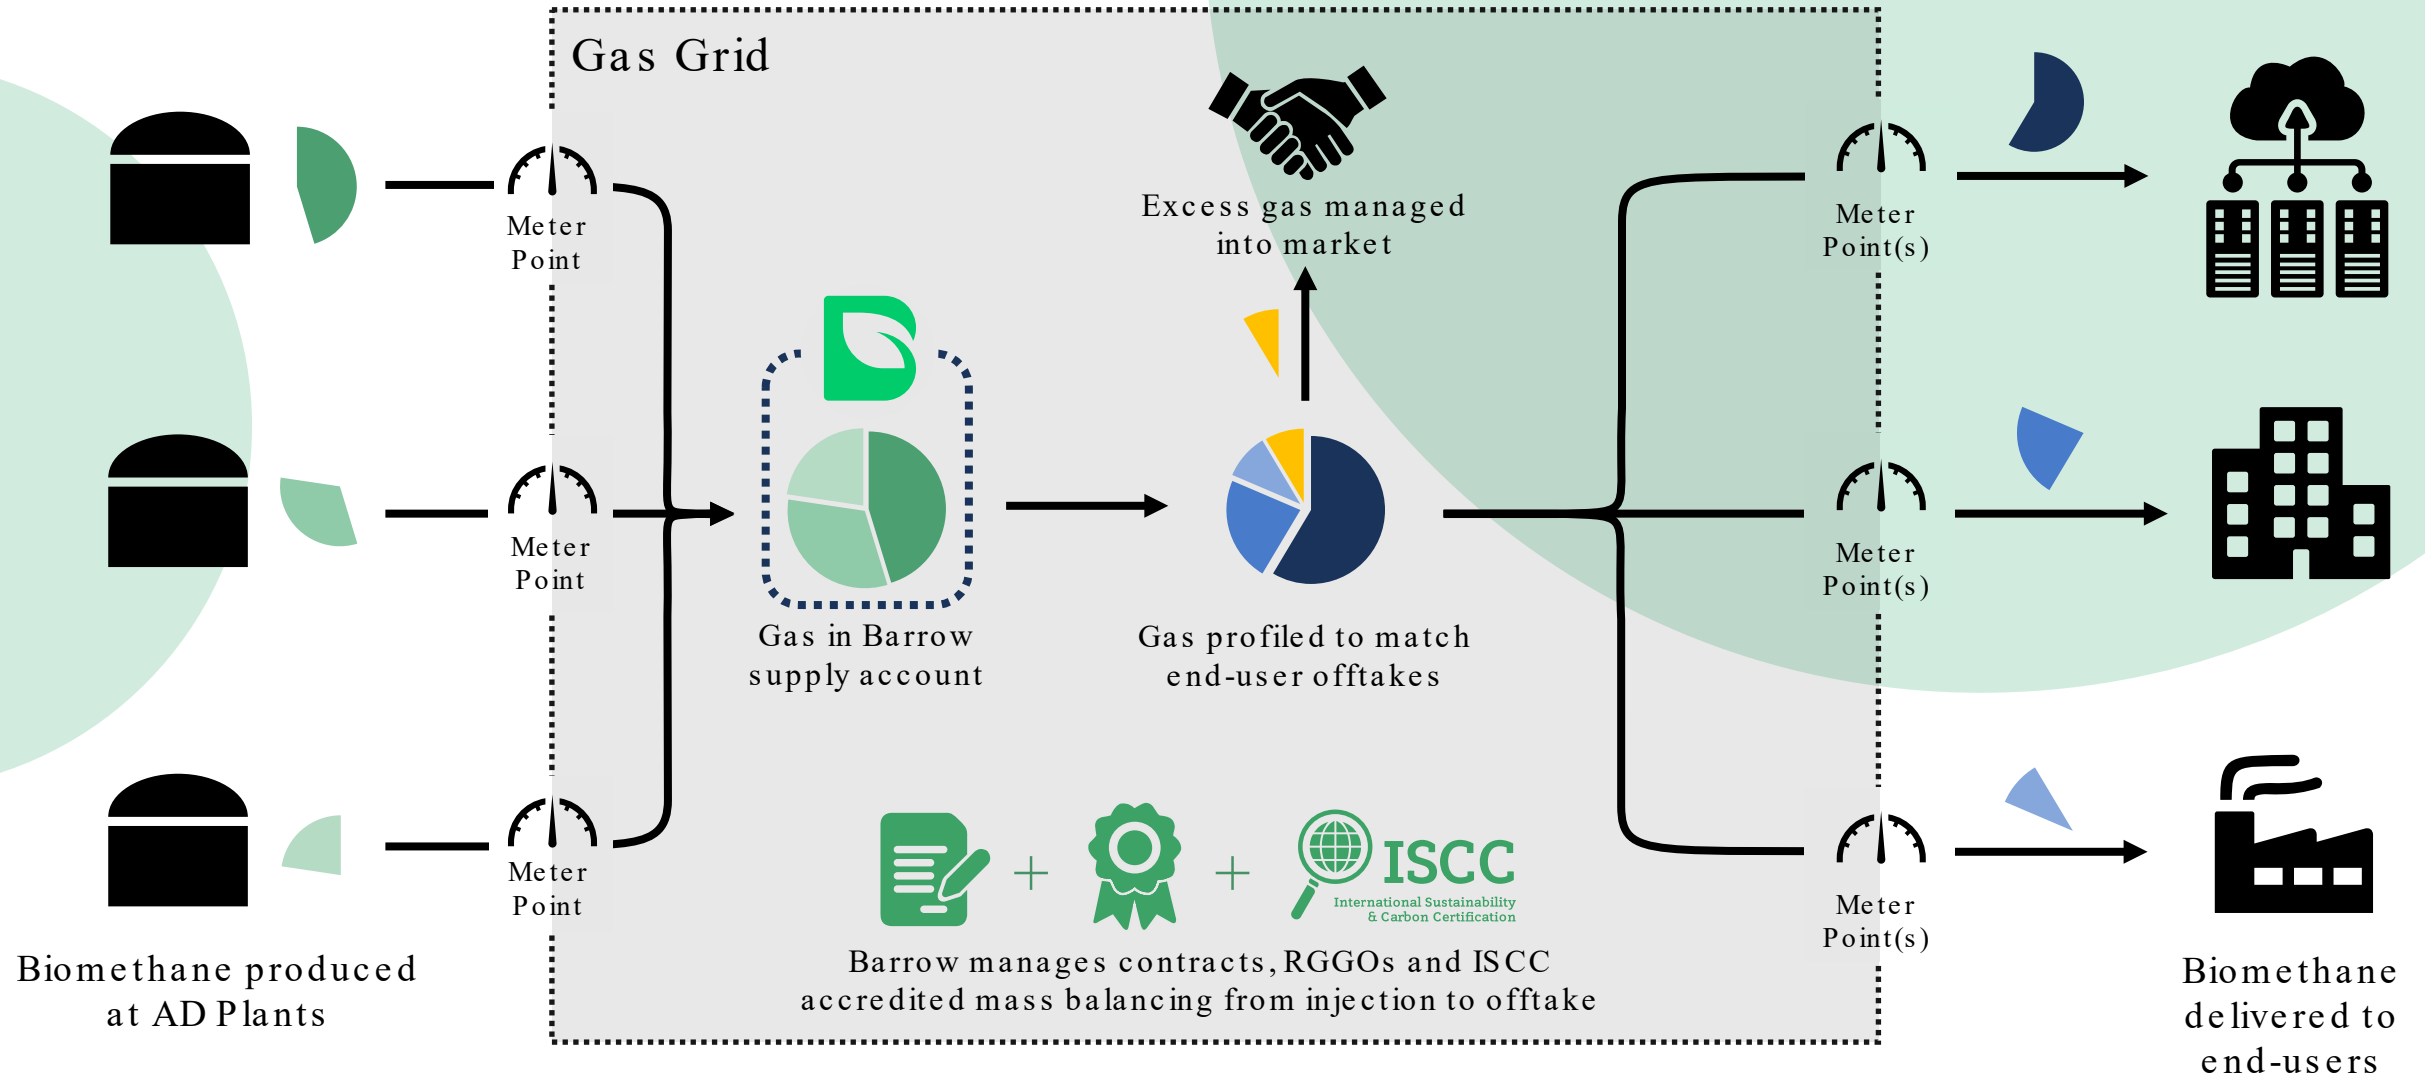 Gas Grid
Excess gas managed
into market
Meter
Point
Meter
Point(s)
Meter
Point
Meter
Point(s)
Gas in Barrow
supply account
Gas profiled to match
end-user offtakes
Meter
Point
Meter
Point(s)
ISCC
International Sustainability
& Carbon Certification
Barrow manages contracts, RGGOs and ISCC
accredited mass balancing from injection to offtake
Biomethane produced
at AD Plants
Biomethane
delivered to
end-users